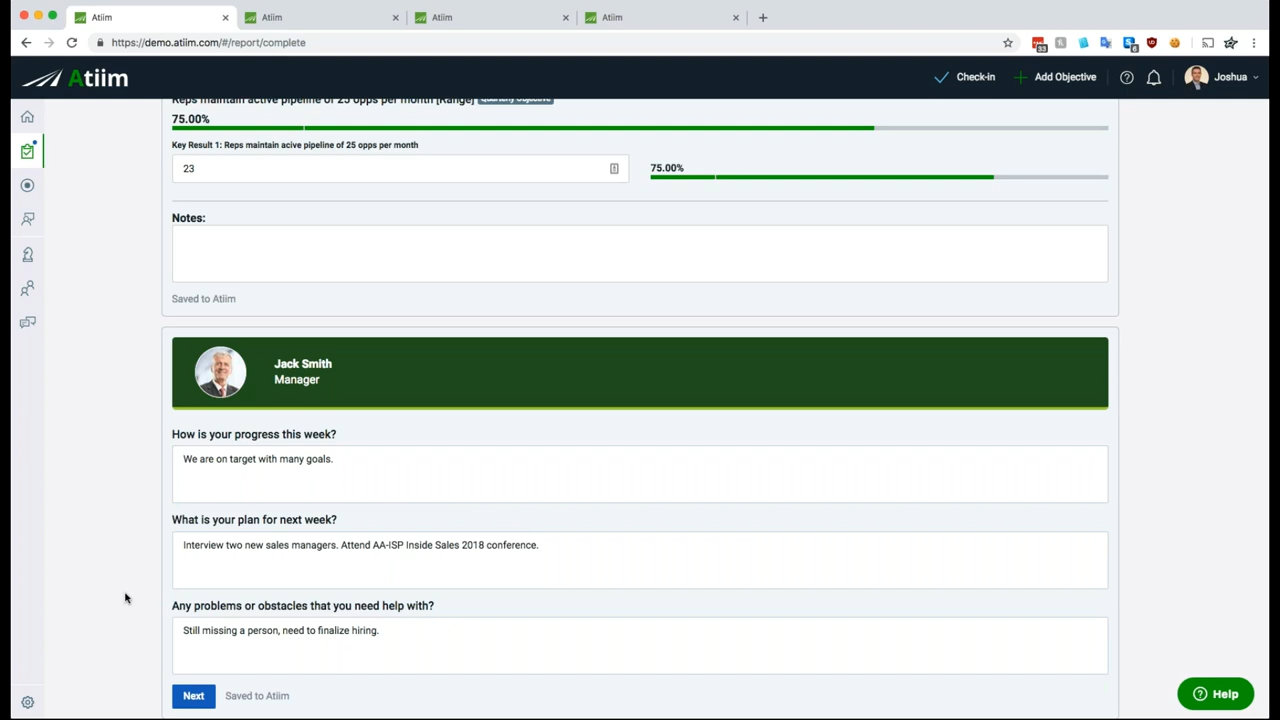 Atiim
Atiim
Atiim
Atiim
https://demo.atiim.com/#/report/complete
33
6
Atiim
Check-in
Add Objective
Joshua
Reps maintain active pipeline of 25 opps per month [Range] Quarterly Objective
75.00%
Key Result 1: Reps maintain acive pipeline of 25 opps per month
23
75.00%
Notes:
Saved to Atiim
Jack Smith
Manager
How is your progress this week?
We are on target with many goals.
What is your plan for next week?
Interview two new sales managers. Attend AA-ISP Inside Sales 2018 conference.
Any problems or obstacles that you need help with?
Still missing a person, need to finalize hiring.
Next
Saved to Atiim
Help